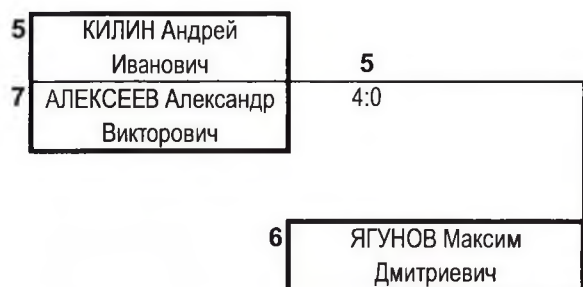 5 КИЛИН Андрей
Иванович
5
7 АЛЕКСЕЕВ Александр
Викторович
4:0
6 ЯГУНОВ Максим
Дмитриевич